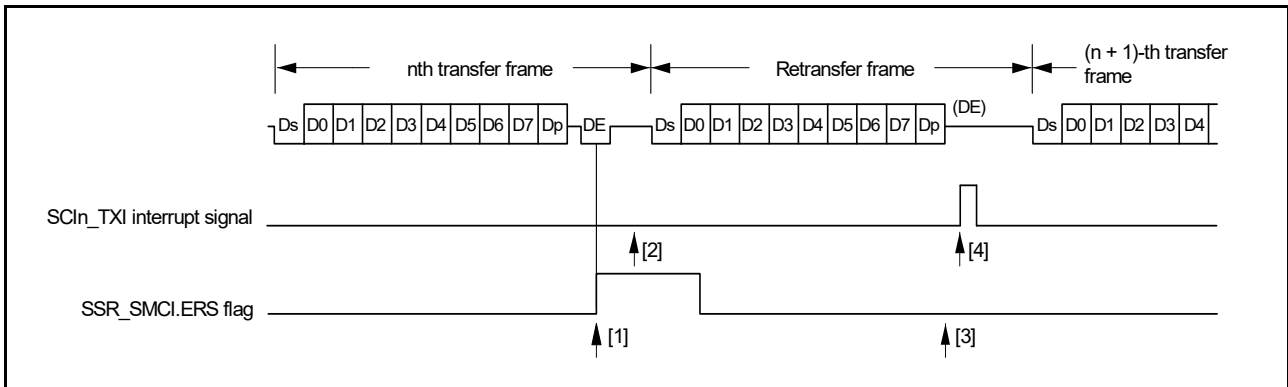 nth transfer frame
Retransfer frame
(n + 1)-th transfer
frame
Ds D0 D1 D2 D3 D4 D5 D6 D7 Dp DE Ds D0 D1 D2 D3 D4 D5 D6 D7 Dp (DE) Ds D0 D1 D2 D3 D4
SCIn_TXI interrupt signal
[2] [4]
SSR_SMCI.ERS flag
[1] [3]